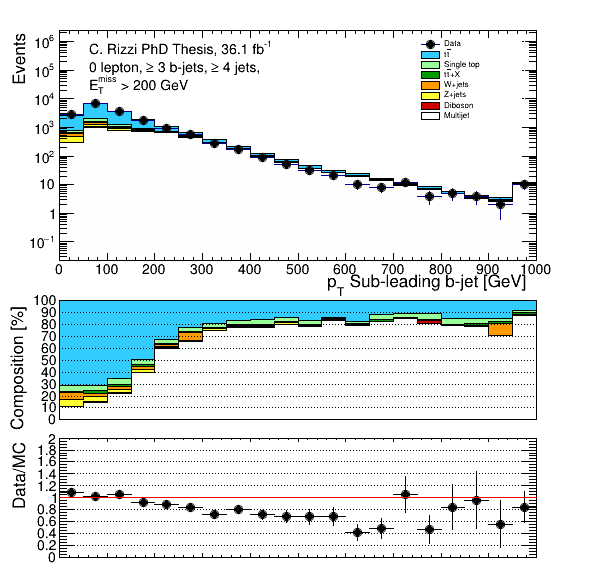 Events
10⁶
10⁵
10⁴
10³
10²
10
1
10⁻¹
C. Rizzi PhD Thesis, 36.1 fb⁻¹
0 lepton, ≥ 3 b-jets, ≥ 4 jets,
E_T^miss > 200 GeV
Data
tt̄
Single top
tt̄+X
W+jets
Z+jets
Diboson
Multijet
0 100 200 300 400 500 600 700 800 900 1000
p_T Sub-leading b-jet [GeV]
Composition [%]
100
90
80
70
60
50
40
30
20
10
0
Data/MC
2
1.8
1.6
1.4
1.2
1
0.8
0.6
0.4
0.2
0